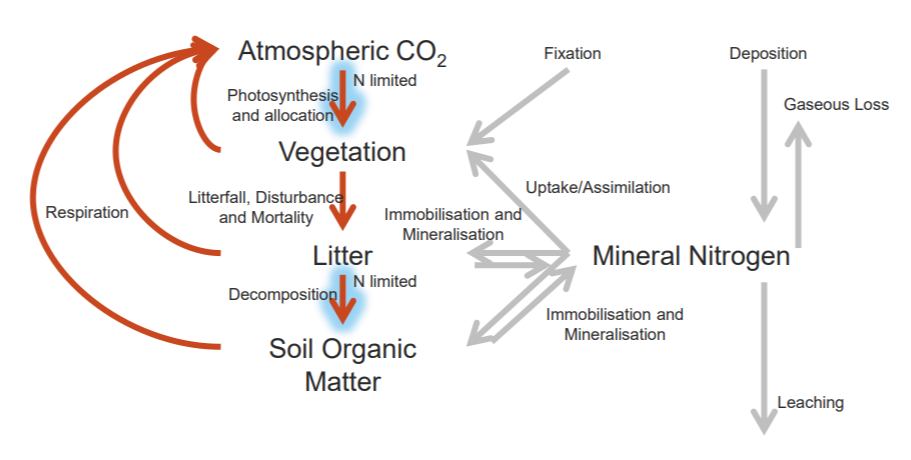 Atmospheric CO₂
Fixation
Deposition
N limited
Photosynthesis
and allocation
Gaseous Loss
Vegetation
Uptake/Assimilation
Litterfall, Disturbance
and Mortality
Respiration
Immobilisation and
Mineralisation
Litter
Mineral Nitrogen
N limited
Decomposition
Immobilisation and
Mineralisation
Soil Organic
Matter
Leaching